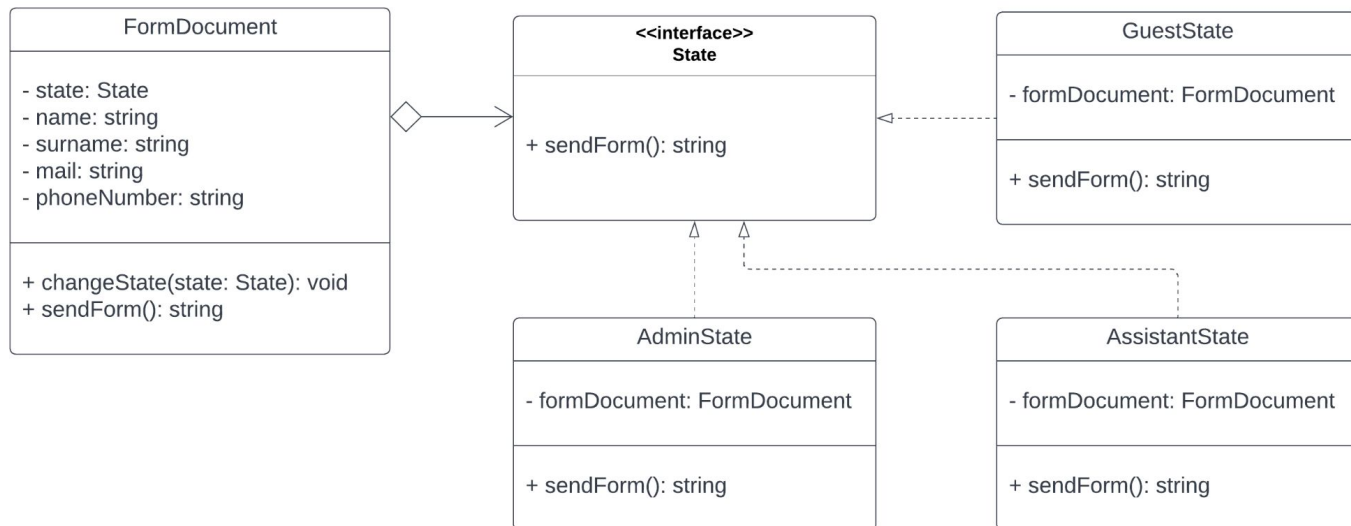 FormDocument
- state: State
- name: string
- surname: string
- mail: string
- phoneNumber: string
+ changeState(state: State): void
+ sendForm(): string
<<interface>>
State
+ sendForm(): string
GuestState
- formDocument: FormDocument
+ sendForm(): string
AdminState
- formDocument: FormDocument
+ sendForm(): string
AssistantState
- formDocument: FormDocument
+ sendForm(): string